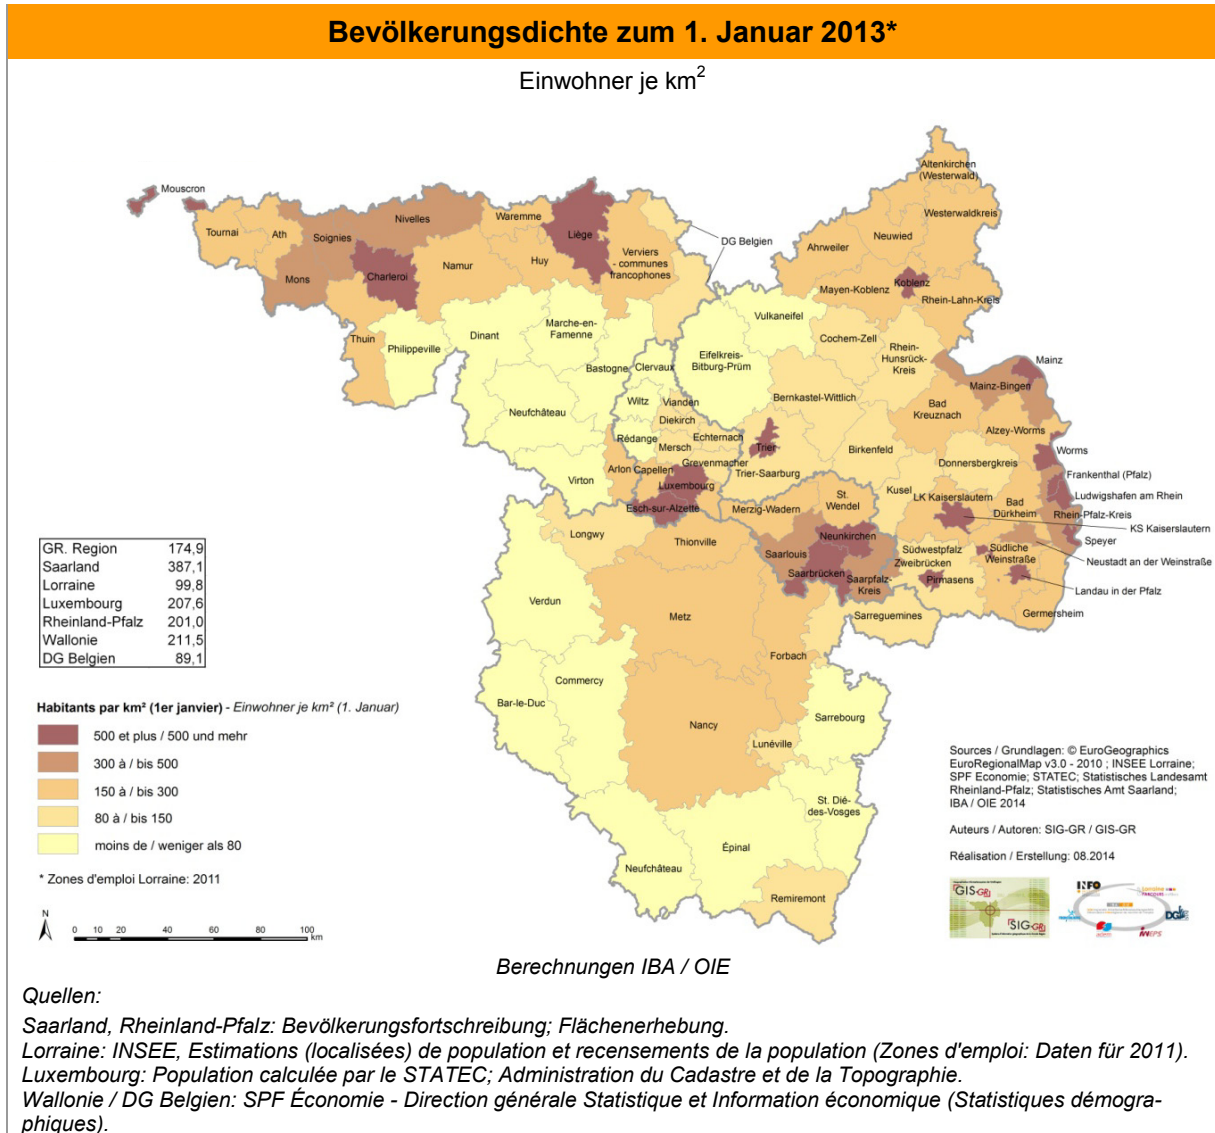 Bevölkerungsdichte zum 1. Januar 2013*
Einwohner je km²
Altenkirchen
(Westerwald)
Mouscron
Westerwaldkreis
Nivelles
Waremme
Tournai
Ath
Soignies
Liège
Neuwied
DG Belgien
Ahrweiler
Verviers
- communes
francophones
Namur
Huy
Mons
Charleroi
Koblenz
Mayen-Koblenz
Rhein-Lahn-Kreis
Vulkaneifel
Marche-en-
Famenne
Dinant
Thuin
Philippeville
Cochem-Zell
Rhein-
Hunsrück-
Kreis
Eifelkreis-
Bitburg-Prüm
Mainz
Bastogne
Clervaux
Mainz-Bingen
Bernkastel-Wittlich
Wiltz
Vianden
Neufchâteau
Bad
Kreuznach
Diekirch
Alzey-Worms
Rédange
Echternach
Mersch
Trier
Birkenfeld
Worms
Grevenmacher
Donnersbergkreis
Arlon
Capellen
Trier-Saarburg
Frankenthal (Pfalz)
Virton
Luxembourg
Kusel
LK Kaiserslautern
Ludwigshafen am Rhein
St.
Wendel
Bad
Dürkheim
Esch-sur-Alzette
Merzig-Wadern
Rhein-Pfalz-Kreis
KS Kaiserslautern
Longwy
Thionville
Neunkirchen
Speyer
Saarlouis
Südwestpfalz
Zweibrücken
Südliche
Weinstraße
Neustadt an der Weinstraße
Saarbrücken
Saarpfalz-
Kreis
Pirmasens
Landau in der Pfalz
Verdun
Metz
Sarreguemines
Germersheim
Forbach
Commercy
Bar-le-Duc
Nancy
Sarrebourg
Lunéville
St. Dié-
des-Vosges
Épinal
Neufchâteau
Remiremont
GR. Region 174,9
Saarland 387,1
Lorraine 99,8
Luxembourg 207,6
Rheinland-Pfalz 201,0
Wallonie 211,5
DG Belgien 89,1
Habitants par km² (1er janvier) - Einwohner je km² (1. Januar)
500 et plus / 500 und mehr
300 à / bis 500
150 à / bis 300
80 à / bis 150
moins de / weniger als 80
* Zones d'emploi Lorraine: 2011
N
0 10 20 40 60 80 100
km
Sources / Grundlagen: © EuroGeographics
EuroRegionalMap v3.0 - 2010 ; INSEE Lorraine;
SPF Economie; STATEC; Statistisches Landesamt
Rheinland-Pfalz; Statistisches Amt Saarland;
IBA / OIE 2014
Auteurs / Autoren: SIG-GR / GIS-GR
Réalisation / Erstellung: 08.2014
GIS-GR
SIG-GR
INFO
Lorraine
DG
Berechnungen IBA / OIE
Quellen:
Saarland, Rheinland-Pfalz: Bevölkerungsfortschreibung; Flächenerhebung.
Lorraine: INSEE, Estimations (localisées) de population et recensements de la population (Zones d'emploi: Daten für 2011).
Luxembourg: Population calculée par le STATEC; Administration du Cadastre et de la Topographie.
Wallonie / DG Belgien: SPF Économie - Direction générale Statistique et Information économique (Statistiques démogra-
phiques).